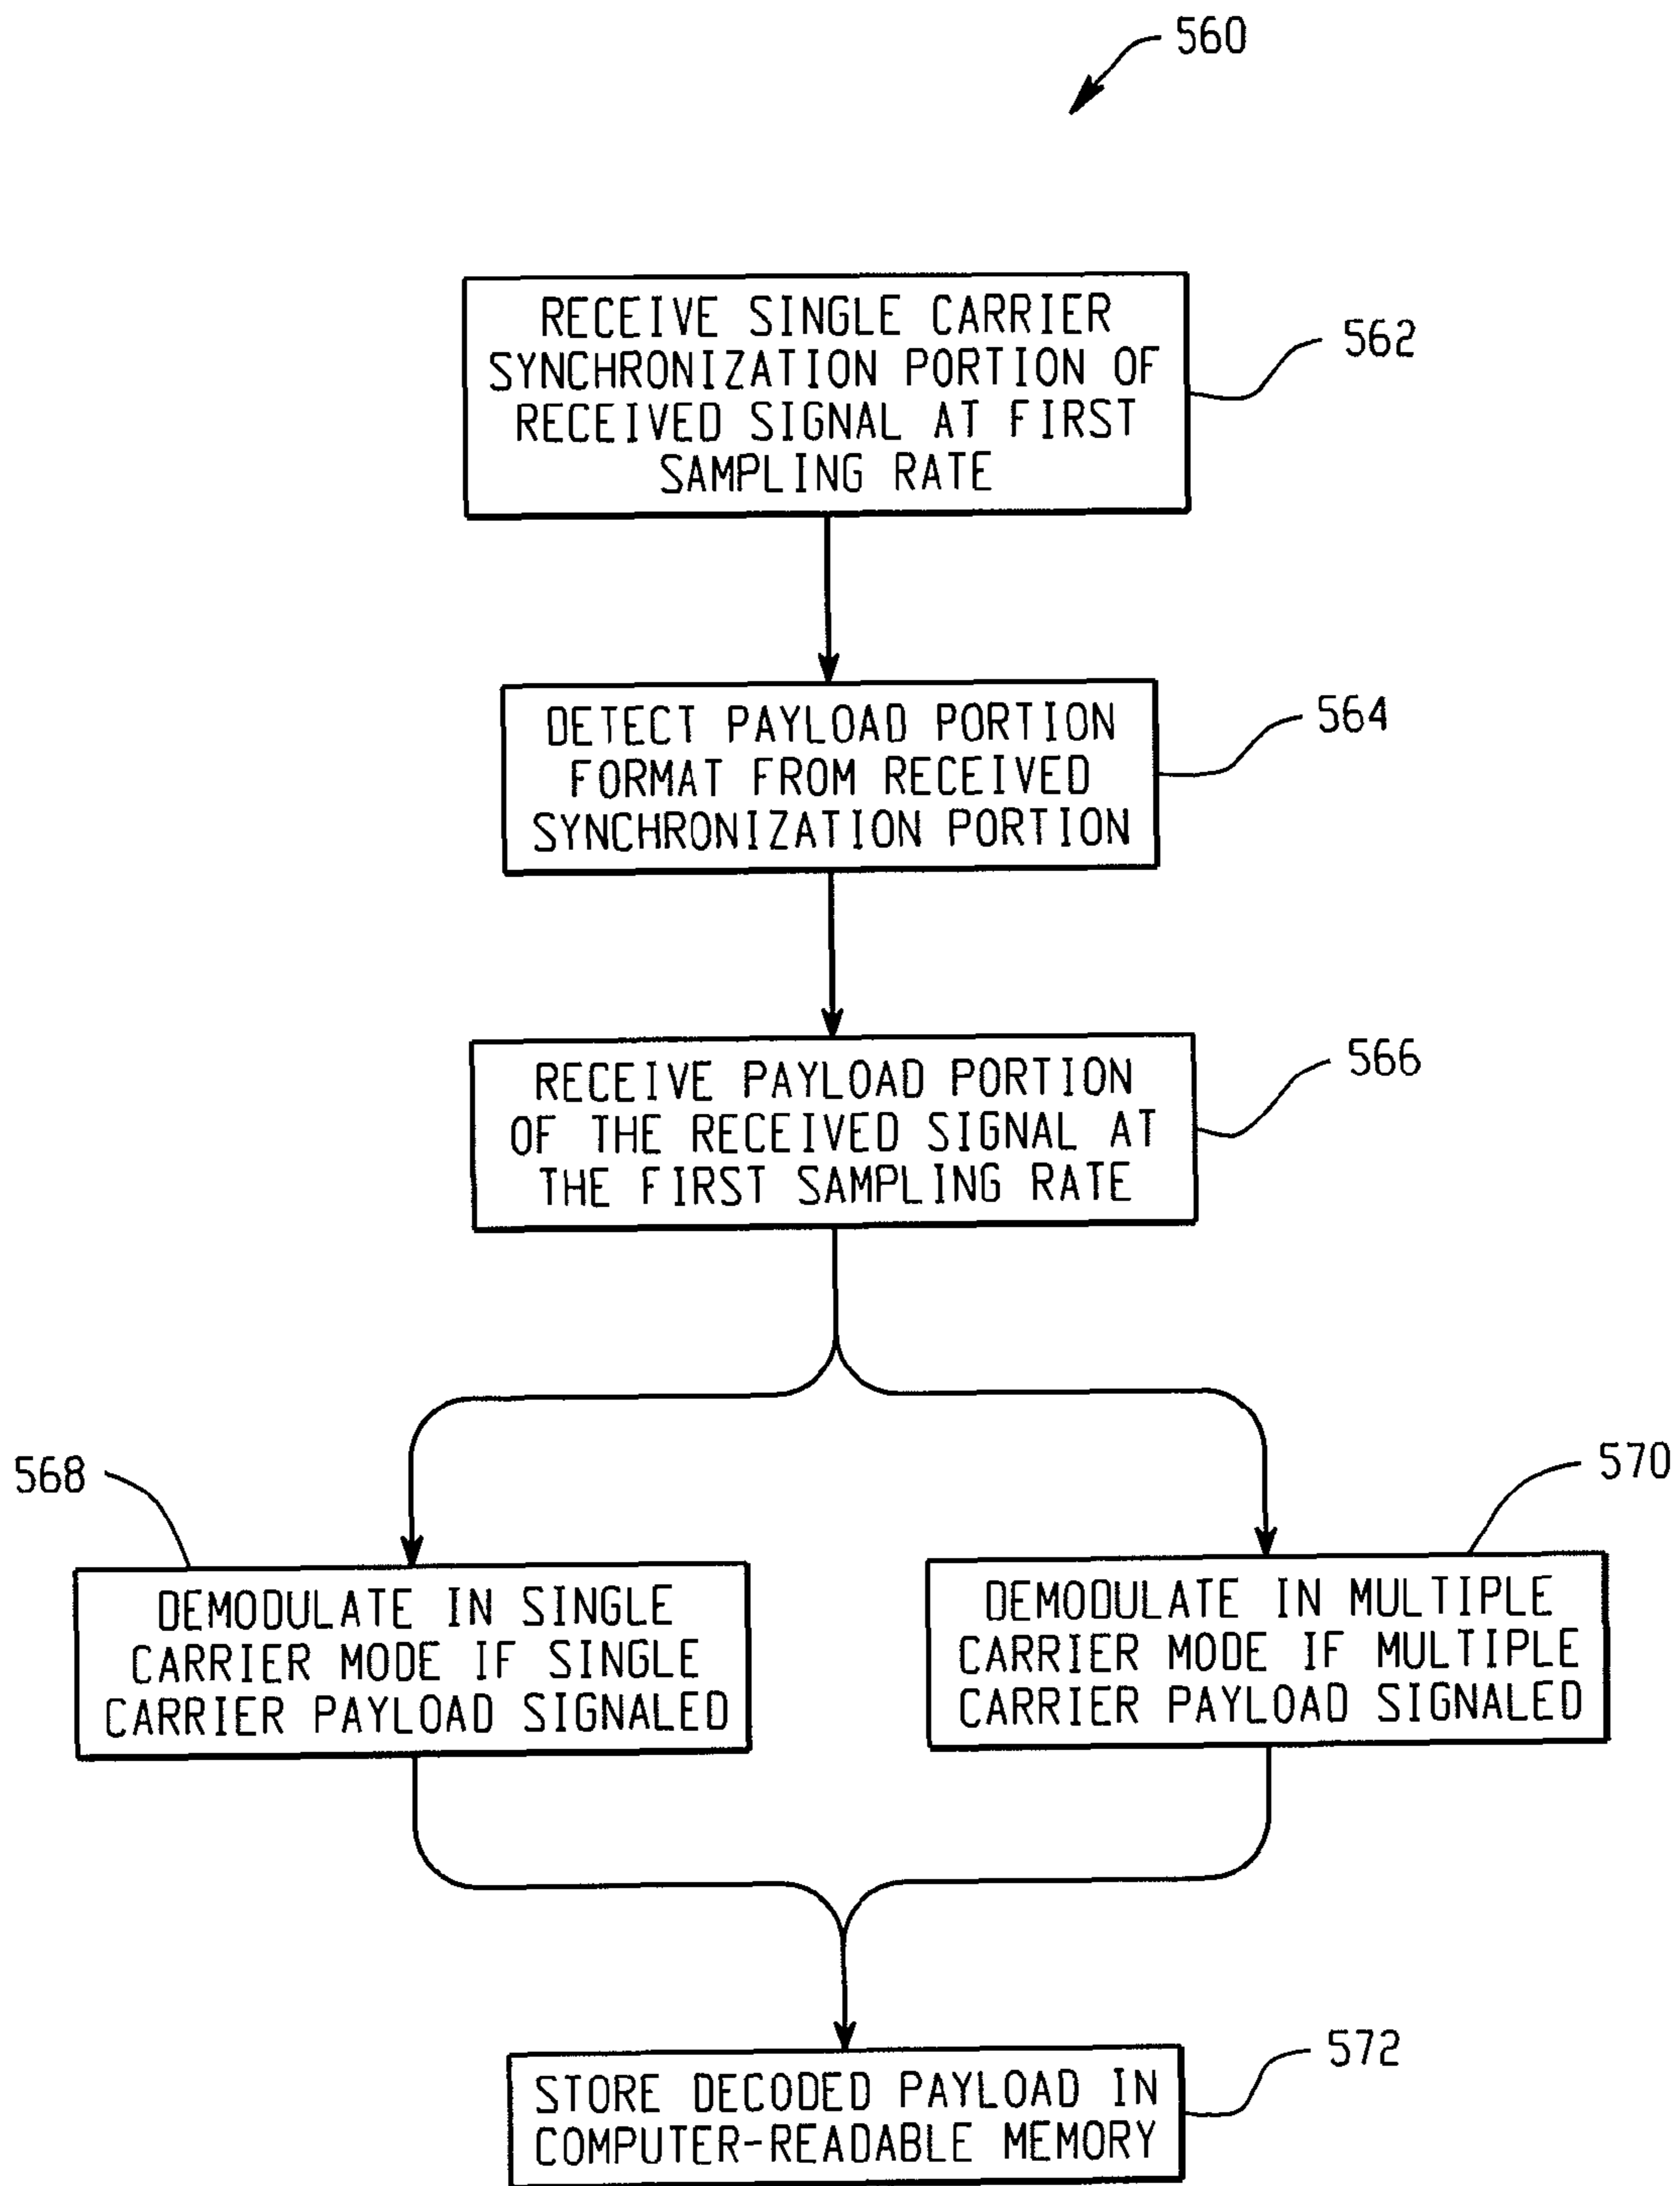 560
RECEIVE SINGLE CARRIER
SYNCHRONIZATION PORTION OF
RECEIVED SIGNAL AT FIRST
SAMPLING RATE
562
DETECT PAYLOAD PORTION
FORMAT FROM RECEIVED
SYNCHRONIZATION PORTION
564
RECEIVE PAYLOAD PORTION
OF THE RECEIVED SIGNAL AT
THE FIRST SAMPLING RATE
566
568
DEMODULATE IN SINGLE
CARRIER MODE IF SINGLE
CARRIER PAYLOAD SIGNALED
570
DEMODULATE IN MULTIPLE
CARRIER MODE IF MULTIPLE
CARRIER PAYLOAD SIGNALED
572
STORE DECODED PAYLOAD IN
COMPUTER-READABLE MEMORY